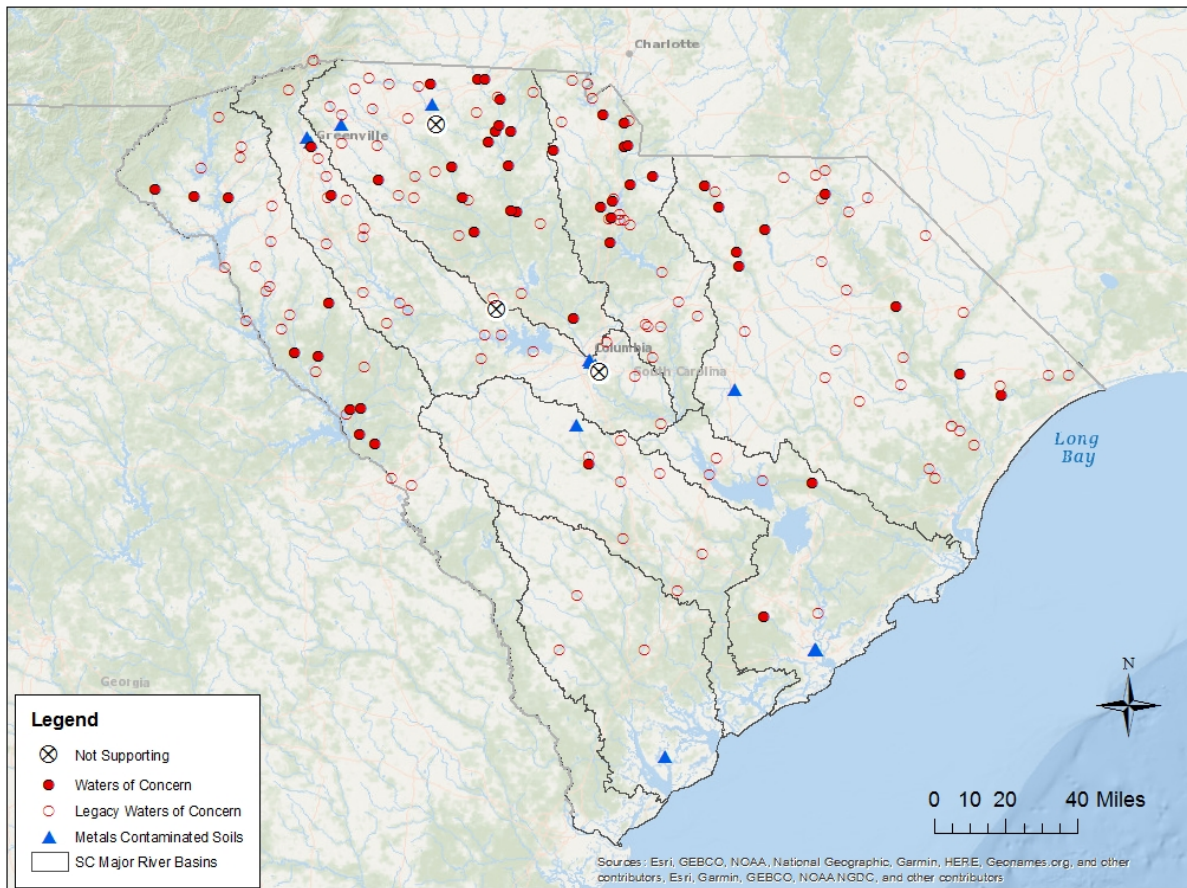 Charlotte
Greenville
Columbia
South Carolina
Long
Bay
Georgia
N
Legend
Not Supporting
Waters of Concern
Legacy Waters of Concern
Metals Contaminated Soils
SC Major River Basins
0 10 20 40 Miles
Sources: Esri, GEBCO, NOAA, National Geographic, Garmin, HERE, Geonames.org, and other
contributors, Esri, Garmin, GEBCO, NOAA NGDC, and other contributors